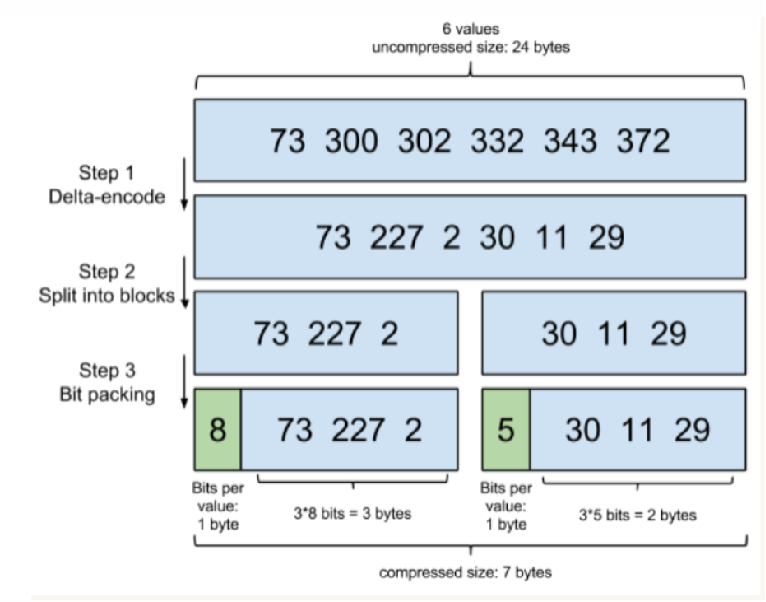 6 values
uncompressed size: 24 bytes
73 300 302 332 343 372
Step 1
Delta-encode
73 227 2 30 11 29
Step 2
Split into blocks
73 227 2
30 11 29
Step 3
Bit packing
8
73 227 2
5
30 11 29
Bits per
value:
1 byte
3*8 bits = 3 bytes
Bits per
value:
1 byte
3*5 bits = 2 bytes
compressed size: 7 bytes